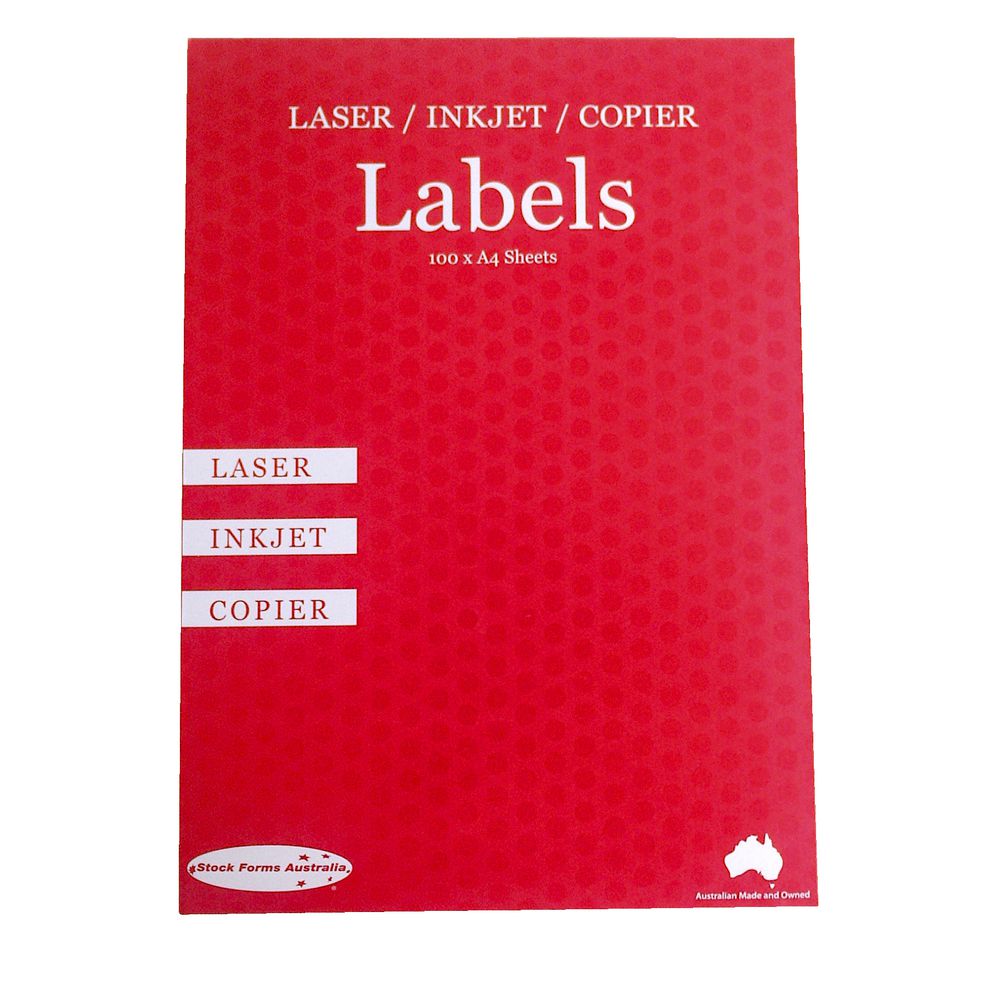 LASER / INKJET / COPIER
Labels
100 x A4 Sheets
LASER
INKJET
COPIER
Stock Forms Australia
®
Australian Made and Owned